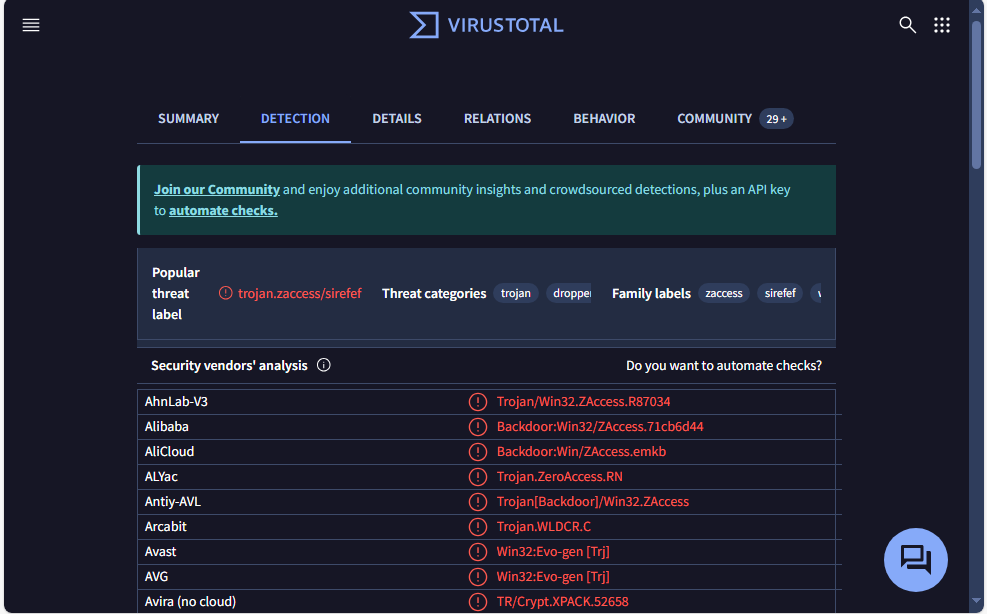 VIRUSTOTAL
SUMMARY DETECTION DETAILS RELATIONS BEHAVIOR COMMUNITY 29+
Join our Community and enjoy additional community insights and crowdsourced detections, plus an API key
to automate checks.
Popular
threat
label
trojan.zaccess/sirefef
Threat categories trojan dropper
Family labels zaccess sirefef
Security vendors' analysis Do you want to automate checks?
AhnLab-V3 Trojan/Win32.ZAccess.R87034
Alibaba Backdoor:Win32/ZAccess.71cb6d44
AliCloud Backdoor:Win/ZAccess.emkb
ALYac Trojan.ZeroAccess.RN
Antiy-AVL Trojan[Backdoor]/Win32.ZAccess
Arcabit Trojan.WLDCR.C
Avast Win32:Evo-gen [Trj]
AVG Win32:Evo-gen [Trj]
Avira (no cloud) TR/Crypt.XPACK.52658